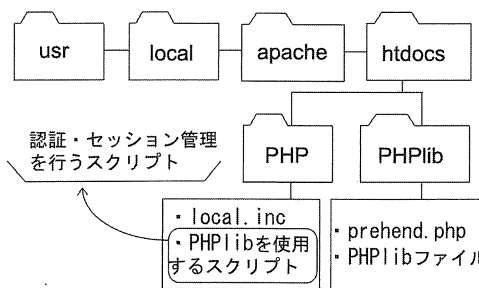 usr
local
apache
htdocs
認証・セッション管理
を行うスクリプト
PHP
PHPlib
・local.inc
・PHPlibを使用
するスクリプト
・prehend.php
・PHPlibファイル